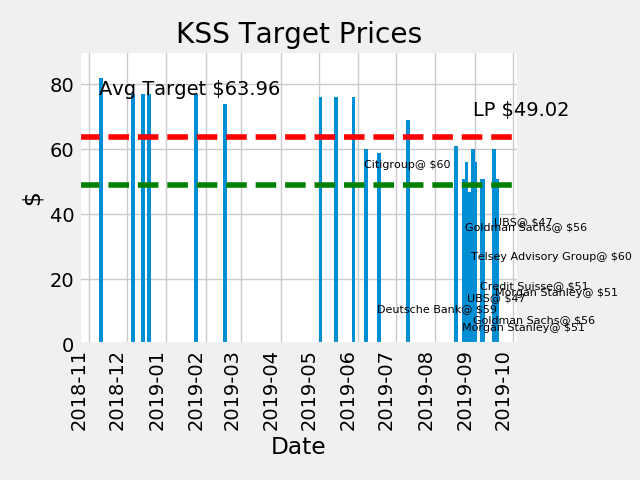 KSS Target Prices
80
60
40
20
0
$
Avg Target $63.96
LP $49.02
Citigroup@ $60
UBS@ $47
Goldman Sachs@ $56
Telsey Advisory Group@ $60
Credit Suisse@ $51
Morgan Stanley@ $51
UBS@ $47
Deutsche Bank@ $59
Goldman Sachs@ $56
Morgan Stanley@ $51
2018-11
2018-12
2019-01
2019-02
2019-03
2019-04
2019-05
2019-06
2019-07
2019-08
2019-09
2019-10
Date